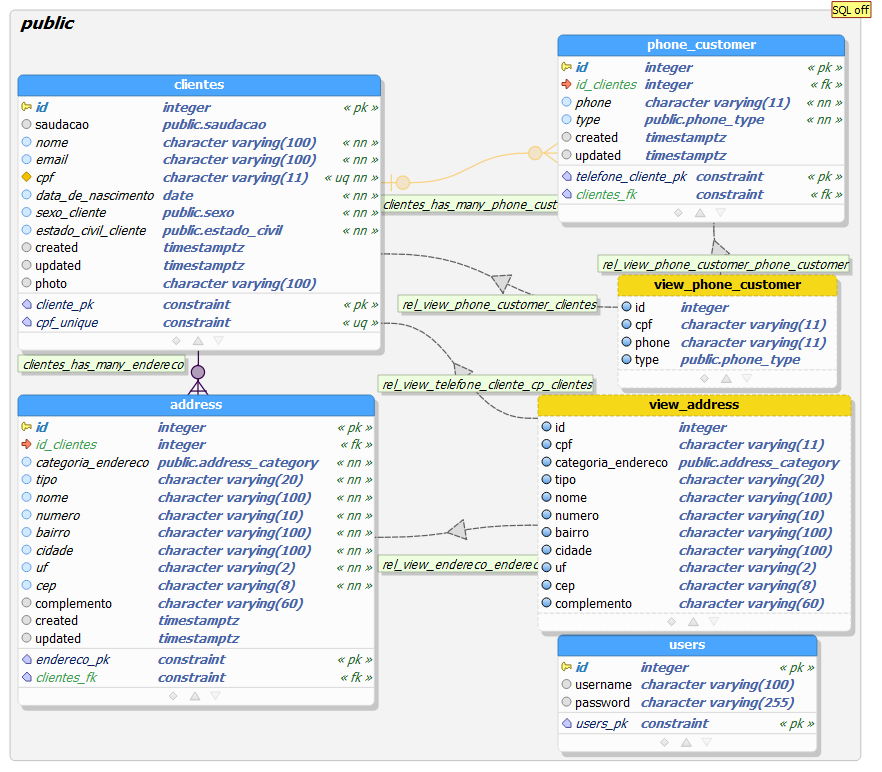 SQL off
public
clientes
id integer « pk »
saudacao public.saudacao
nome character varying(100) « nn »
email character varying(100) « nn »
cpf character varying(11) « uq nn »
data_de_nascimento date « nn »
sexo_cliente public.sexo « nn »
estado_civil_cliente public.estado_civil « nn »
created timestamptz
updated timestamptz
photo character varying(100)
cliente_pk constraint « pk »
cpf_unique constraint « uq »
phone_customer
id integer « pk »
id_clientes integer « fk »
phone character varying(11) « nn »
type public.phone_type « nn »
created timestamptz
updated timestamptz
telefone_cliente_pk constraint « pk »
clientes_fk constraint « fk »
clientes_has_many_phone_cust
rel_view_phone_customer_phone_customer
rel_view_phone_customer_clientes
view_phone_customer
id integer
cpf character varying(11)
phone character varying(11)
type public.phone_type
clientes_has_many_endereco
rel_view_telefone_cliente_cp_clientes
address
id integer « pk »
id_clientes integer « fk »
categoria_endereco public.address_category « nn »
tipo character varying(20) « nn »
nome character varying(100) « nn »
numero character varying(10) « nn »
bairro character varying(100) « nn »
cidade character varying(100) « nn »
uf character varying(2) « nn »
cep character varying(8) « nn »
complemento character varying(60)
created timestamptz
updated timestamptz
endereco_pk constraint « pk »
clientes_fk constraint « fk »
view_address
id integer
cpf character varying(11)
categoria_endereco public.address_category
tipo character varying(20)
nome character varying(100)
numero character varying(10)
bairro character varying(100)
cidade character varying(100)
uf character varying(2)
cep character varying(8)
complemento character varying(60)
rel_view_endereco_enderec
users
id integer « pk »
username character varying(100)
password character varying(255)
users_pk constraint « pk »